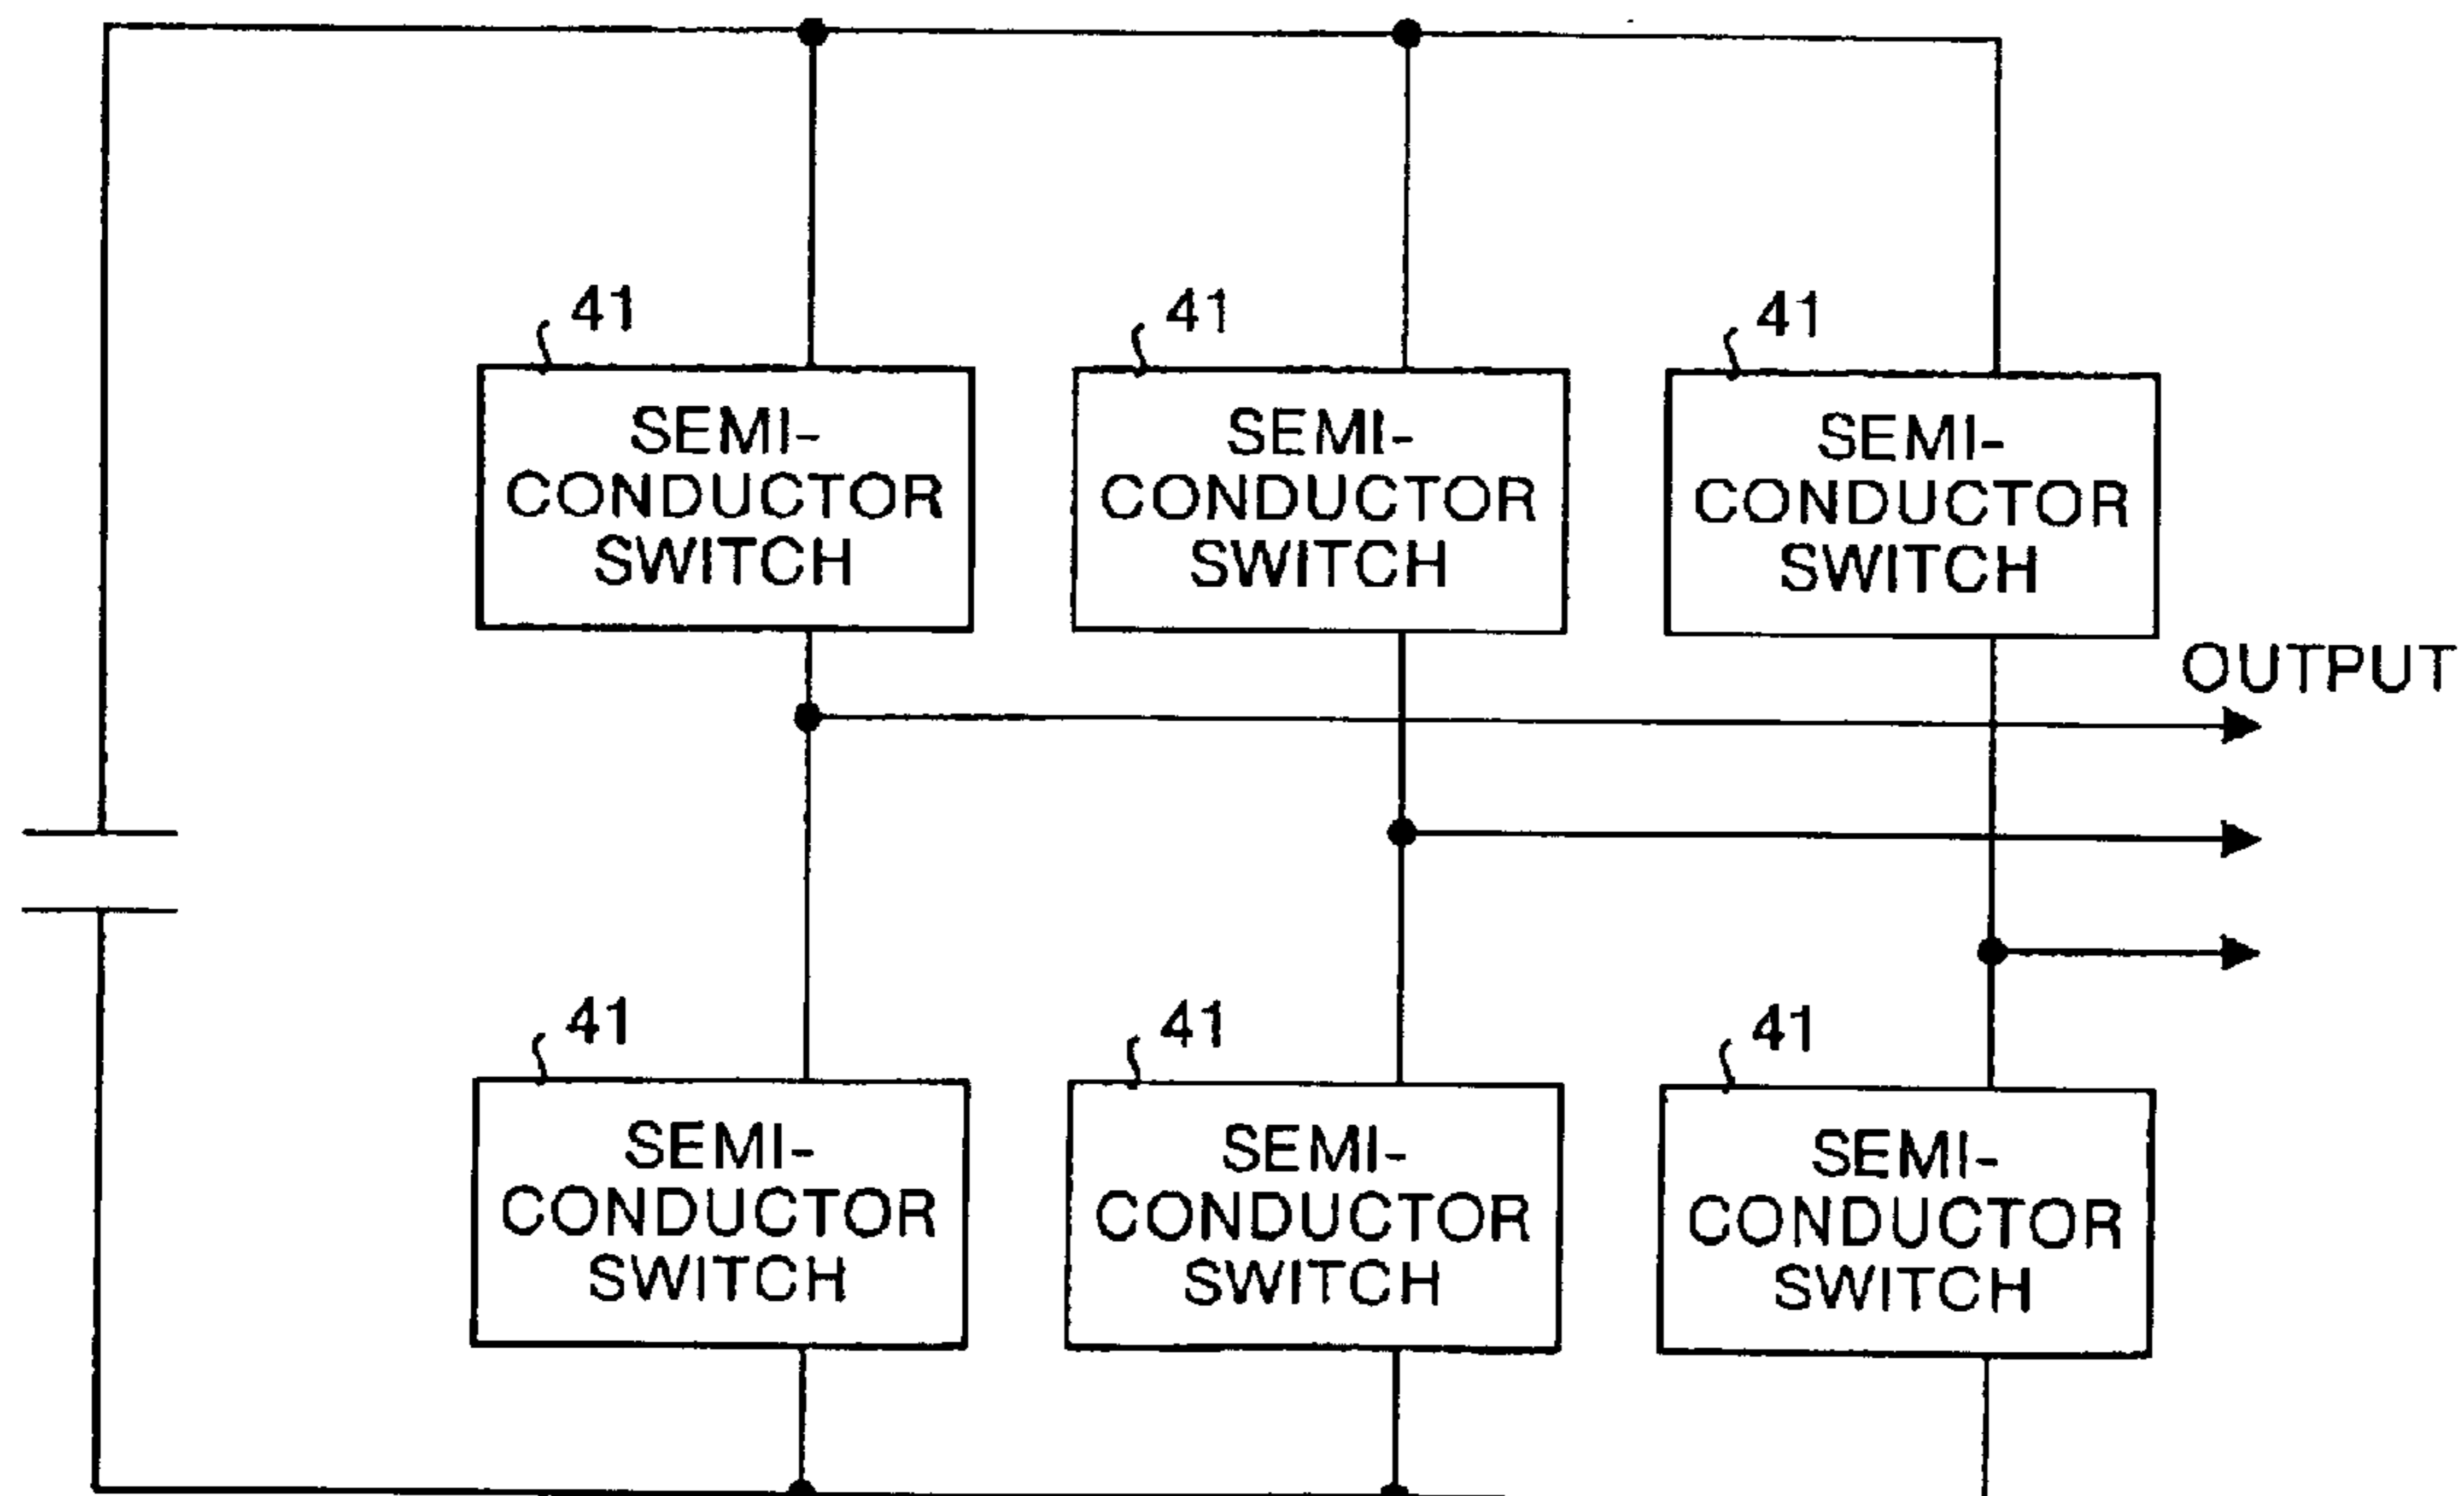 41
41
41
SEMI-
CONDUCTOR
SWITCH
SEMI-
CONDUCTOR
SWITCH
SEMI-
CONDUCTOR
SWITCH
OUTPUT
41
41
41
SEMI-
CONDUCTOR
SWITCH
SEMI-
CONDUCTOR
SWITCH
SEMI-
CONDUCTOR
SWITCH